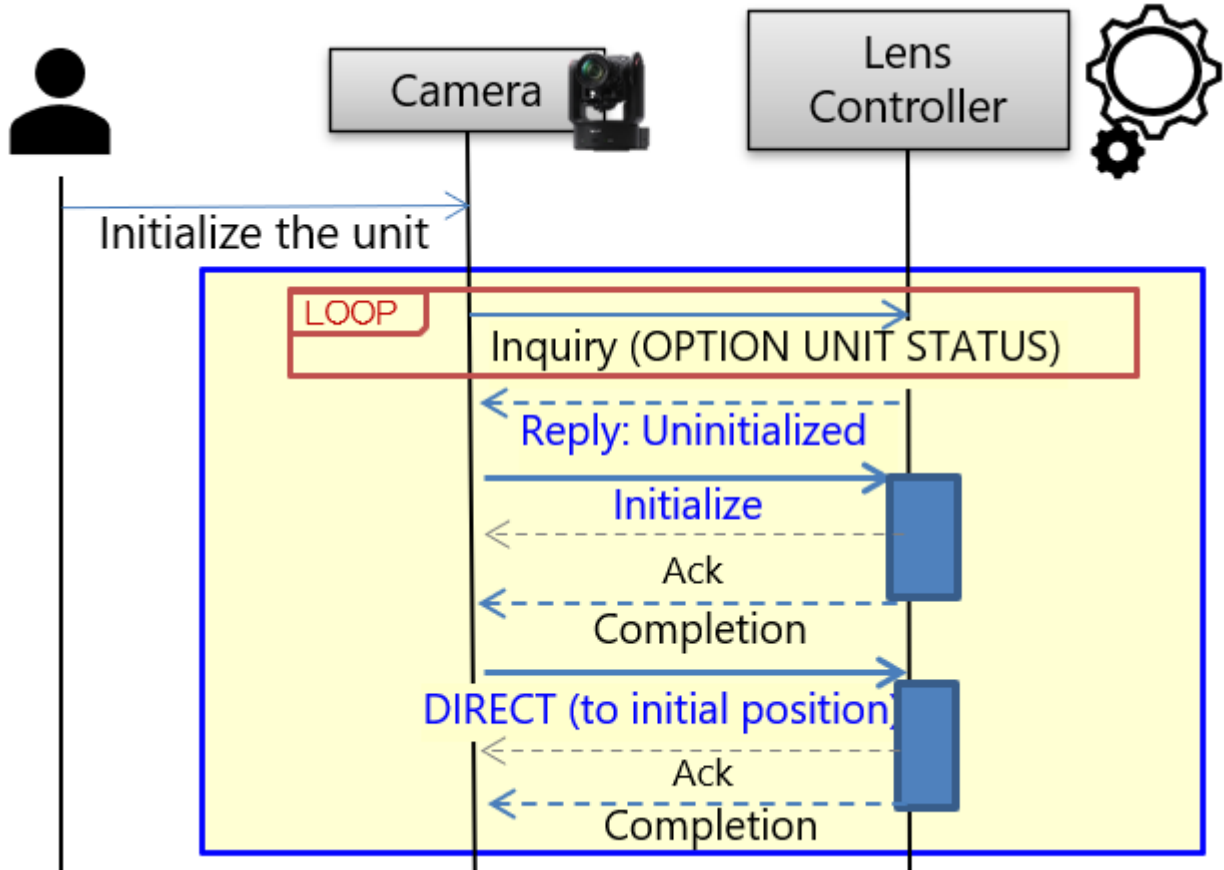 Camera
Lens
Controller
Initialize the unit
LOOP
Inquiry (OPTION UNIT STATUS)
Reply: Uninitialized
Initialize
Ack
Completion
DIRECT (to initial position)
Ack
Completion